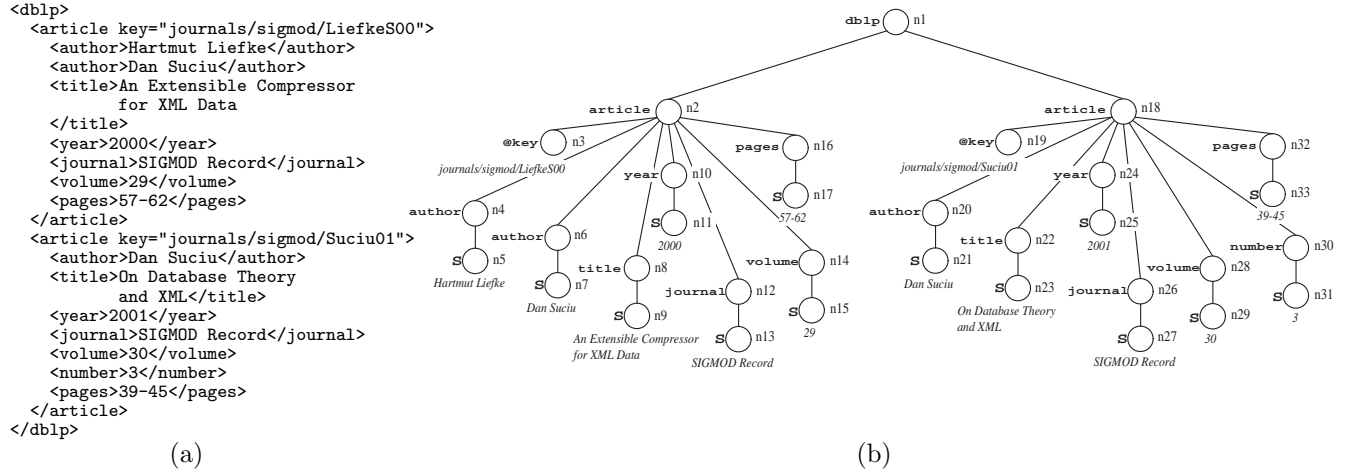 <dblp>
<article key="journals/sigmod/LiefkeS00">
<author>Hartmut Liefke</author>
<author>Dan Suciu</author>
<title>An Extensible Compressor
for XML Data
</title>
<year>2000</year>
<journal>SIGMOD Record</journal>
<volume>29</volume>
<pages>57-62</pages>
</article>
<article key="journals/sigmod/Suciu01">
<author>Dan Suciu</author>
<title>On Database Theory
and XML</title>
<year>2001</year>
<journal>SIGMOD Record</journal>
<volume>30</volume>
<number>3</number>
<pages>39-45</pages>
</article>
</dblp>
(a)
dblp n1
article n2
@key n3
journals/sigmod/LiefkeS00
author n4
S n5
Hartmut Liefke
author n6
S n7
Dan Suciu
title n8
S n9
An Extensible Compressor
for XML Data
year n10
S n11
2000
journal n12
S n13
SIGMOD Record
volume n14
S n15
29
pages n16
S n17
57-62
article n18
@key n19
journals/sigmod/Suciu01
author n20
S n21
Dan Suciu
title n22
S n23
On Database Theory
and XML
year n24
S n25
2001
journal n26
S n27
SIGMOD Record
volume n28
S n29
30
number n30
S n31
3
pages n32
S n33
39-45
(b)